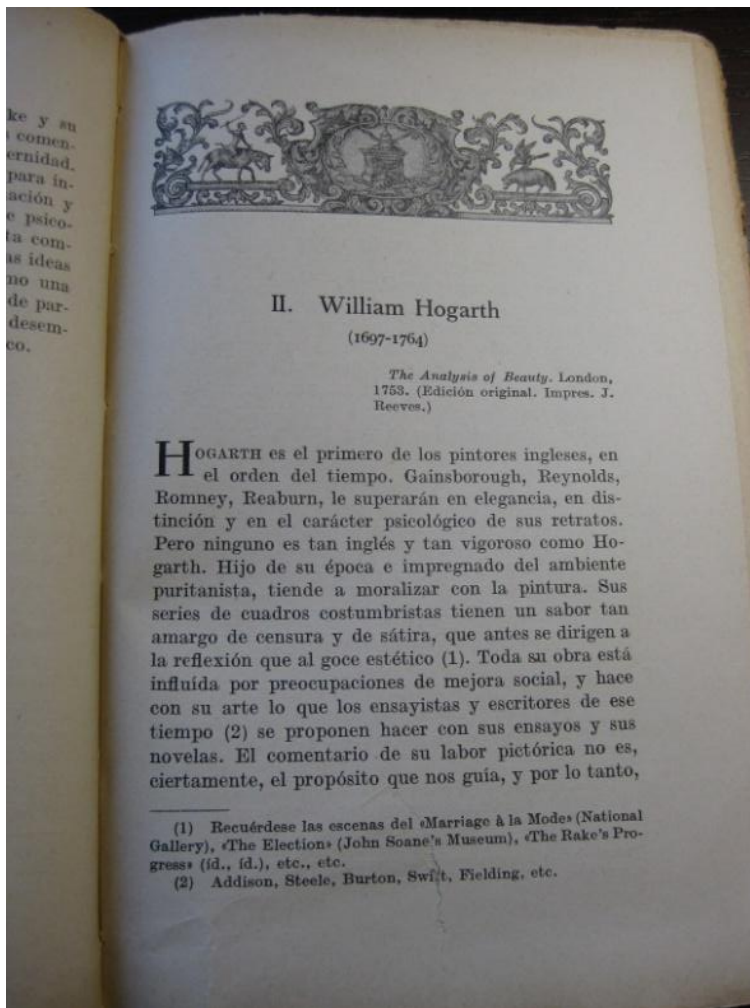 ke y su
comen-
ernidad.
para in-
ación y
e psico-
ta com-
as ideas
mo una
de par-
desem-
co.
II. William Hogarth
(1697-1764)
The Analysis of Beauty. London,
1753. (Edición original. Impres. J.
Reeves.)
HOGARTH es el primero de los pintores ingleses, en
el orden del tiempo. Gainsborough, Reynolds,
Romney, Reaburn, le superarán en elegancia, en dis-
tinción y en el carácter psicológico de sus retratos.
Pero ninguno es tan inglés y tan vigoroso como Ho-
garth. Hijo de su época e impregnado del ambiente
puritanista, tiende a moralizar con la pintura. Sus
series de cuadros costumbristas tienen un sabor tan
amargo de censura y de sátira, que antes se dirigen a
la reflexión que al goce estético (1). Toda su obra está
influída por preocupaciones de mejora social, y hace
con su arte lo que los ensayistas y escritores de ese
tiempo (2) se proponen hacer con sus ensayos y sus
novelas. El comentario de su labor pictórica no es,
ciertamente, el propósito que nos guía, y por lo tanto,
(1) Recuérdese las escenas del «Marriage à la Mode» (National
Gallery), «The Election» (John Soane's Museum), «The Rake's Pro-
gress» (íd., íd.), etc., etc.
(2) Addison, Steele, Burton, Swift, Fielding, etc.